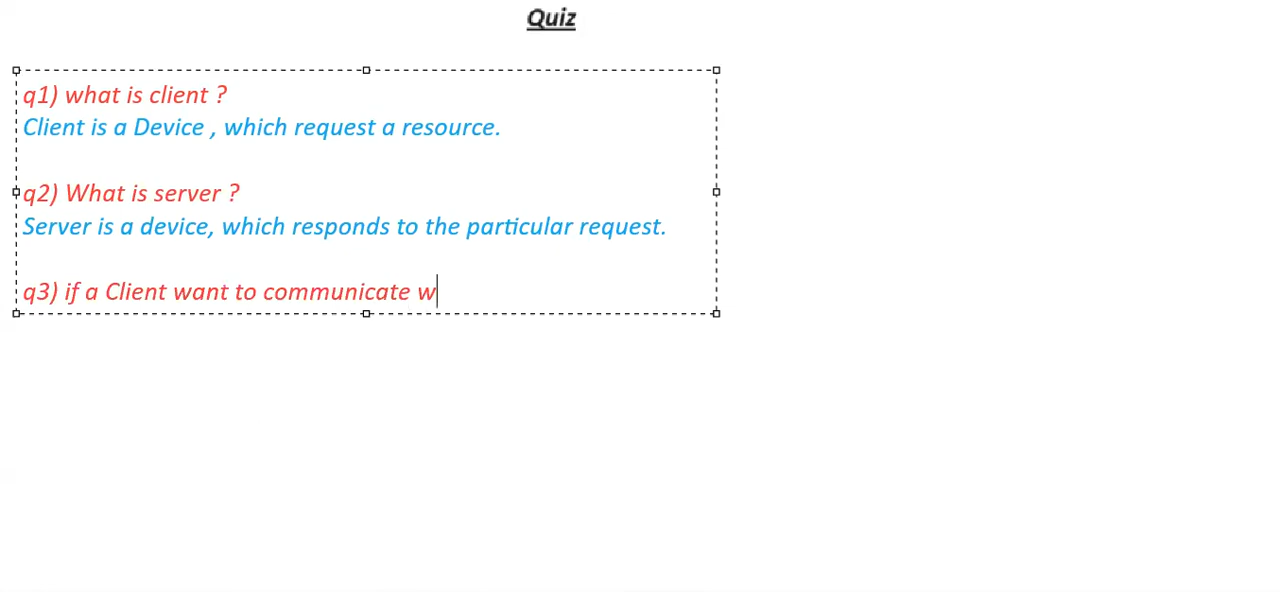 Quiz
q1) what is client ?
Client is a Device , which request a resource.
q2) What is server ?
Server is a device, which responds to the particular request.
q3) if a Client want to communicate w